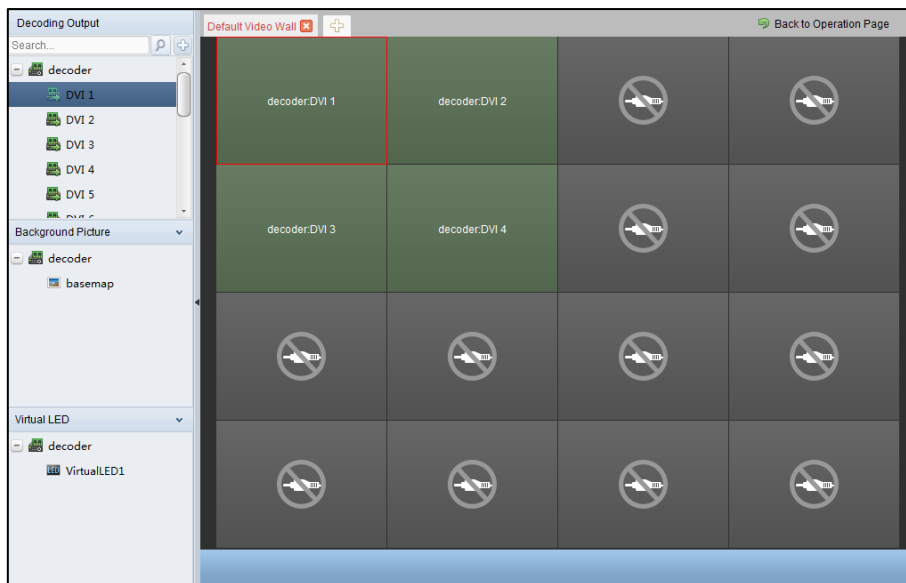 Decoding Output
Search...
decoder
DVI 1
DVI 2
DVI 3
DVI 4
DVI 5
Background Picture
decoder
basemap
Virtual LED
decoder
LED VirtualLED1
Default Video Wall
Back to Operation Page
decoder:DVI 1
decoder:DVI 2
decoder:DVI 3
decoder:DVI 4